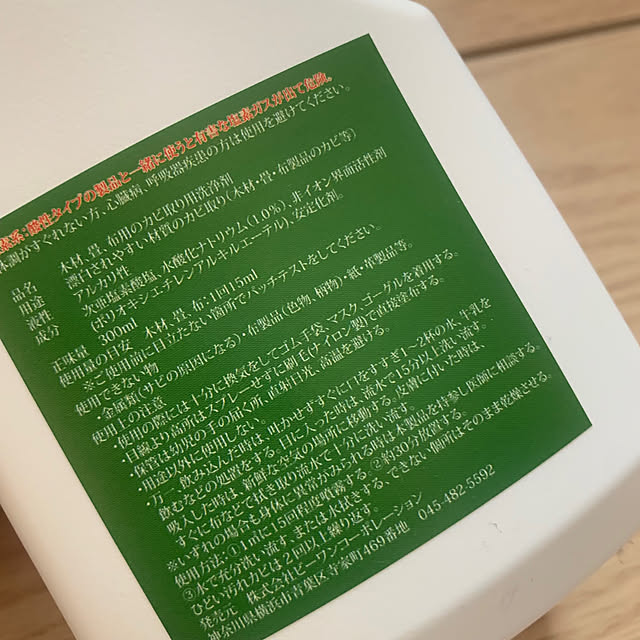 素系:酸性タイプの製品と一緒に使うと有害な塩素ガスが出て危険。
体調がすぐれない方、心臓病、呼吸器疾患の方は使用を避けてください。
品名 木材、畳、布用のカビ取り用洗浄剤
用途 漂白されやすい材質のカビ取り(木材・畳・布製品のカビ等)
液性 アルカリ性
成分 次亜塩素酸塩、水酸化ナトリウム(1.0%)、非イオン界面活性剤
(ポリオキシエチレンアルキルエーテル)、安定化剤。
正味量 300ml
使用量の目安 木材、畳、布:1回15ml
※ご使用前に目立たない箇所でパッチテストをしてください。
使用できない物
・金属類(サビの原因になる)・布製品(色物、柄物)・紙・革製品等。
使用上の注意
・使用の際には十分に換気をしてゴム手袋、マスク、ゴーグルを着用する。
・目線より高所はスプレーせずに刷毛(ナイロン製)で直接塗布する。
・保管は幼児の手の届く所、直射日光、高温を避ける。
・用途以外に使用しない。
・万一、飲み込んだ時は、吐かせずすぐに口をすすぎ1~2杯の水、牛乳を
飲むなどの処置をする。目に入った時は、流水で15分以上洗い流す。
吸入した時は、新鮮な空気の場所に移動する。皮膚に付いた時は、
すぐに布などで拭き取り流水で十分に洗い流す。
※いずれの場合も身体に異常がみられる時は本製品を持参し医師に相談する。
使用方法:①1㎡に15回程度噴霧する。②約30分放置する。
③水で充分洗い流す、または水拭きする。できない個所はそのまま乾燥させる。
ひどい汚れカビは2回以上繰り返す。
発売元 株式会社ビーワンコーポレーション
神奈川県横浜市青葉区寺家町469番地 045-482-5592